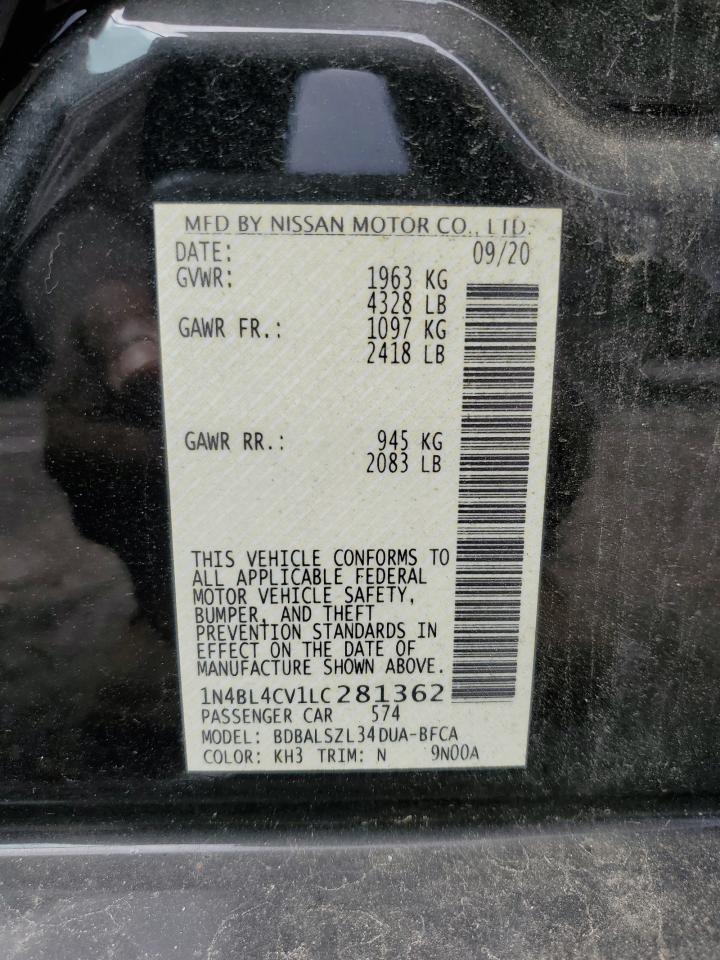 MFD BY NISSAN MOTOR CO., LTD.
DATE: 09/20
GVWR: 1963 KG
4328 LB
GAWR FR.: 1097 KG
2418 LB
GAWR RR.: 945 KG
2083 LB
THIS VEHICLE CONFORMS TO
ALL APPLICABLE FEDERAL
MOTOR VEHICLE SAFETY,
BUMPER, AND THEFT
PREVENTION STANDARDS IN
EFFECT ON THE DATE OF
MANUFACTURE SHOWN ABOVE.
1N4BL4CV1LC281362
PASSENGER CAR 574
MODEL: BDBALSZL34DUA-BFCA
COLOR: KH3 TRIM: N 9N00A